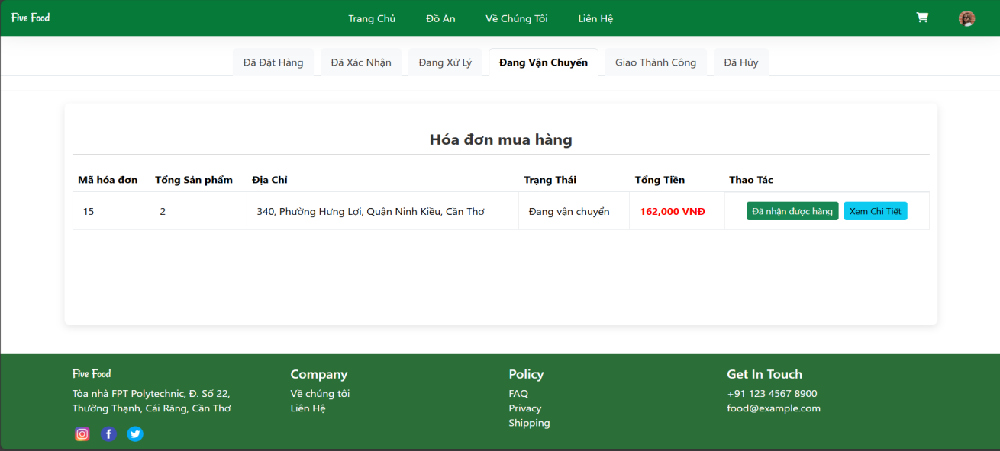 Five Food
Trang Chủ Đồ Ăn Về Chúng Tôi Liên Hệ
Đã Đặt Hàng Đã Xác Nhận Đang Xử Lý Đang Vận Chuyển Giao Thành Công Đã Hủy
Hóa đơn mua hàng
Mã hóa đơn Tổng Sản phẩm Địa Chỉ Trạng Thái Tổng Tiền Thao Tác
15 2 340, Phường Hưng Lợi, Quận Ninh Kiều, Cần Thơ Đang vận chuyển 162,000 VNĐ Đã nhận được hàng Xem Chi Tiết
Five Food
Tòa nhà FPT Polytechnic, Đ. Số 22,
Thường Thạnh, Cái Răng, Cần Thơ
Company
Về chúng tôi
Liên Hệ
Policy
FAQ
Privacy
Shipping
Get In Touch
+91 123 4567 8900
food@example.com